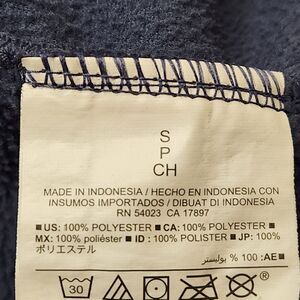 S
P
CH
MADE IN INDONESIA / HECHO EN INDONESIA CON
INSUMOS IMPORTADOS / DIBUAT DI INDONESIA
RN 54023 CA 17897
■ US: 100% POLYESTER ■ CA: 100% POLYESTER
MX: 100% poliéster ■ ID : 100% POLISTER ■ JP: 100%
ポリエステル
■ AE: 100 % بوليستر
30